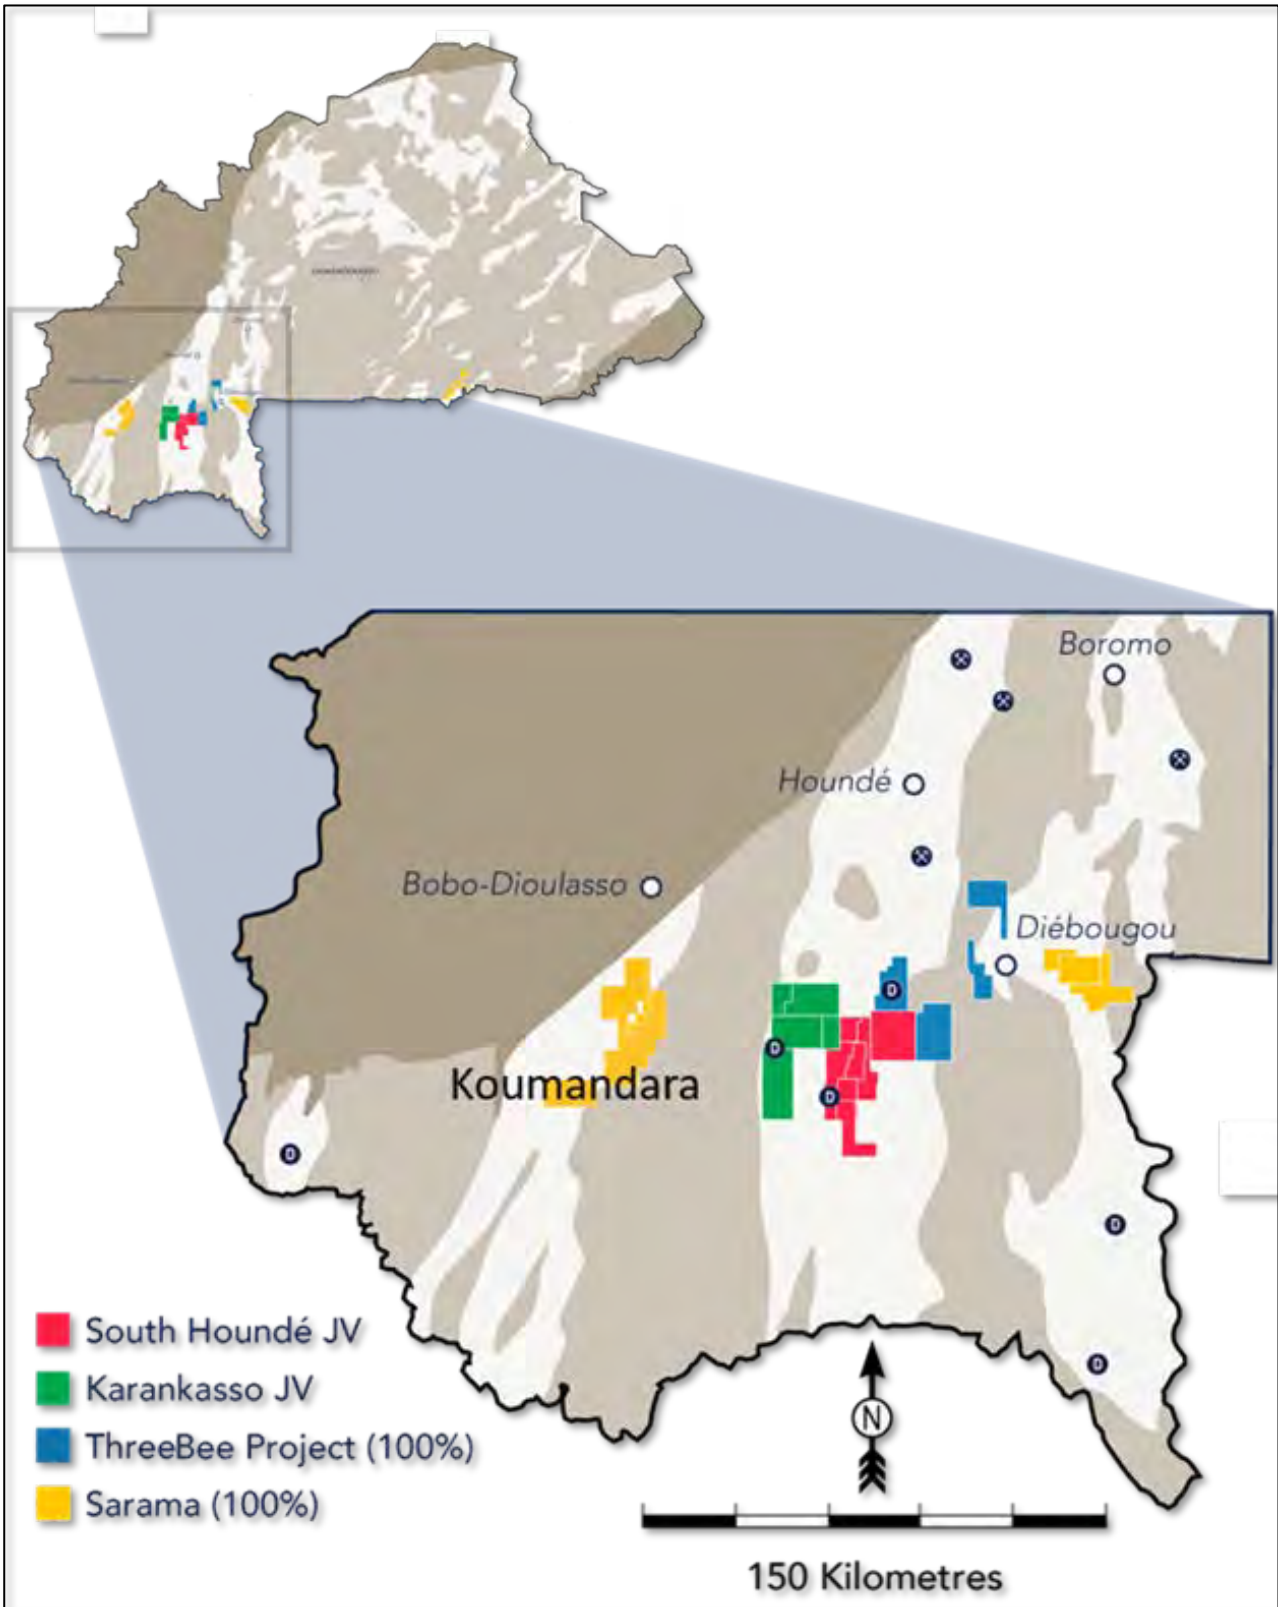 Boromo
Houndé
Bobo-Dioulasso
Diébougou
D
D
Koumandara
D
D
D
D
South Houndé JV
Karankasso JV
ThreeBee Project (100%)
Sarama (100%)
N
150 Kilometres